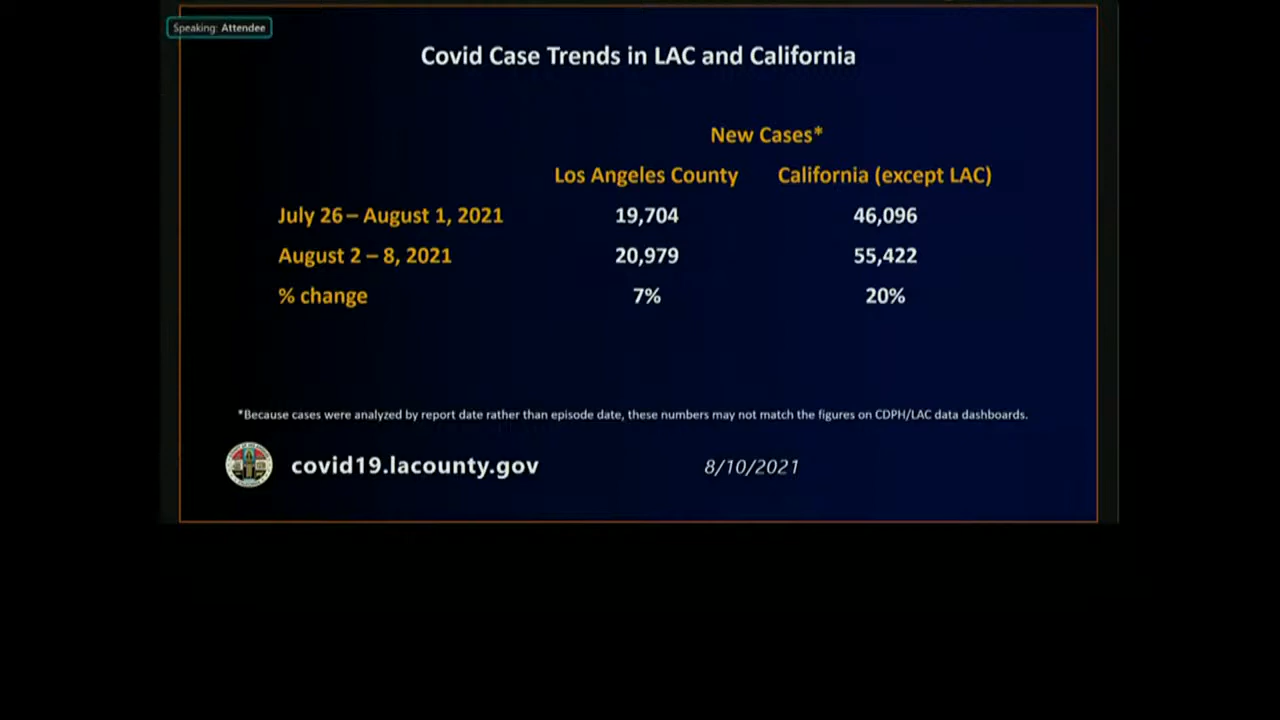 Speaking: Attendee
Covid Case Trends in LAC and California
New Cases*
Los Angeles County California (except LAC)
July 26 – August 1, 2021 19,704 46,096
August 2 – 8, 2021 20,979 55,422
% change 7% 20%
*Because cases were analyzed by report date rather than episode date, these numbers may not match the figures on CDPH/LAC data dashboards.
covid19.lacounty.gov 8/10/2021